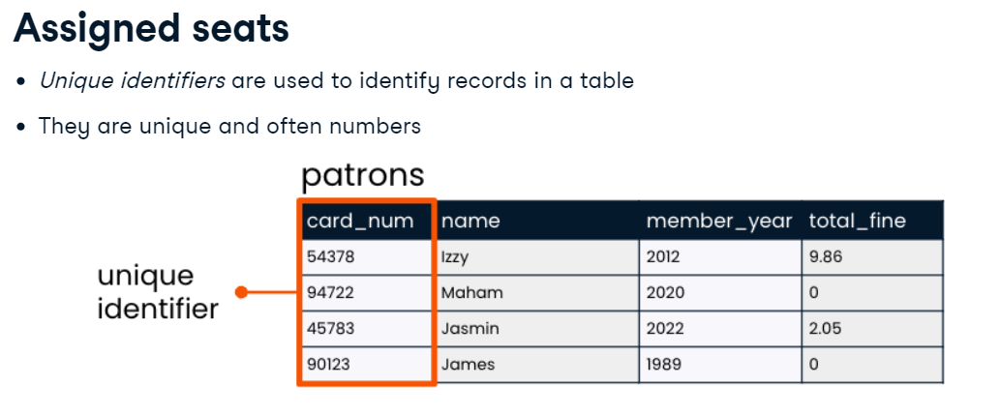 Assigned seats
• Unique identifiers are used to identify records in a table
• They are unique and often numbers
patrons
card_num name member_year total_fine
54378 Izzy 2012 9.86
94722 Maham 2020 0
45783 Jasmin 2022 2.05
90123 James 1989 0
unique
identifier